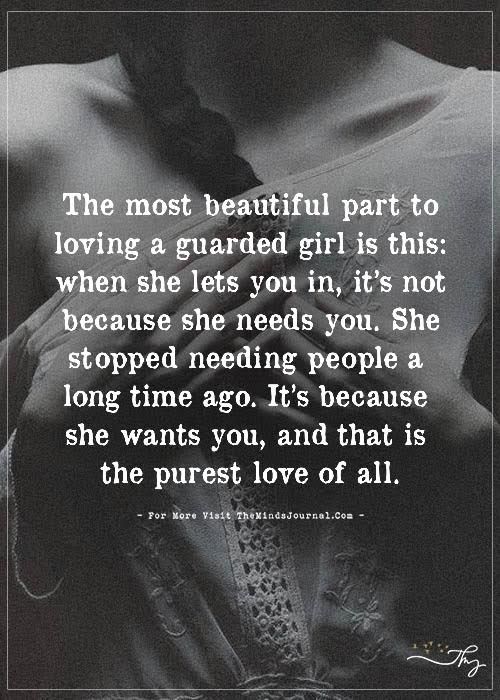 The most beautiful part to
loving a guarded girl is this:
when she lets you in, it's not
because she needs you. She
stopped needing people a
long time ago. It's because
she wants you, and that is
the purest love of all.
- For More Visit TheMindsJournal.Com -